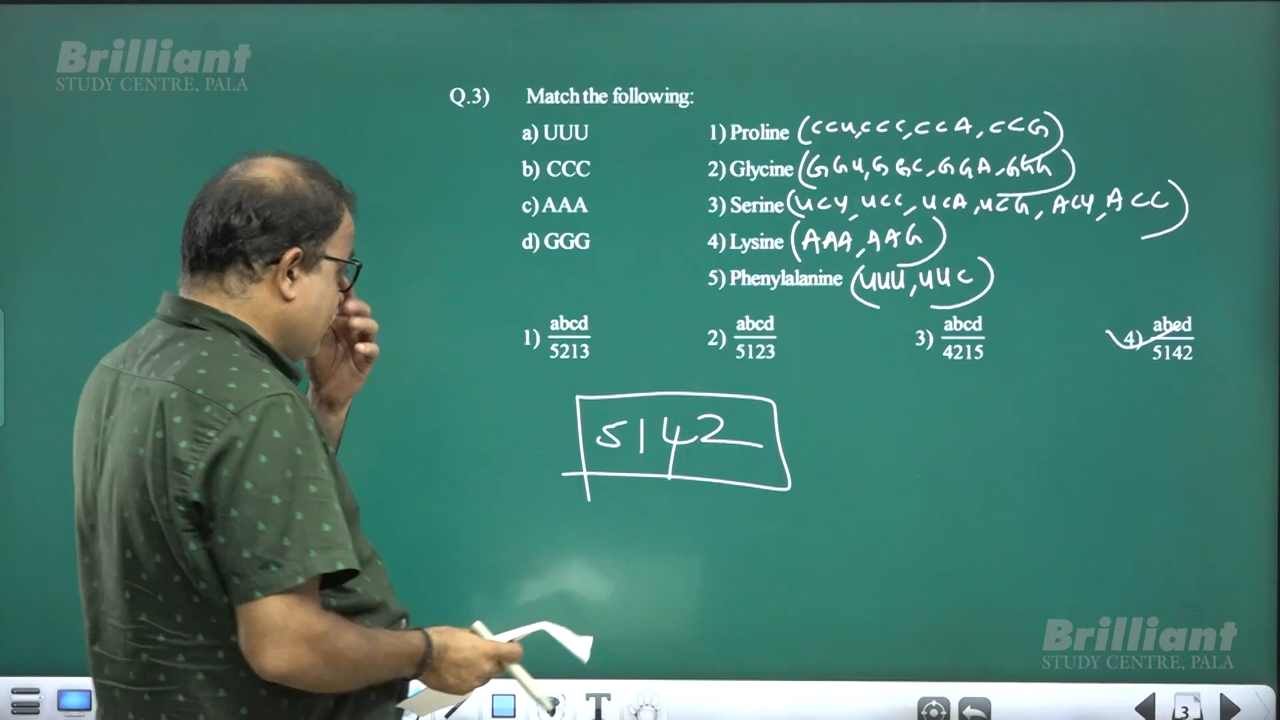 Brilliant
STUDY CENTRE, PALA
Q.3) Match the following:
a) UUU 1) Proline (CCU, CCC, CCA, CCG)
b) CCC 2) Glycine (GGU, GGC, GGA, GGG)
c) AAA 3) Serine (UCU, UCC, UCA, UCG, ACU, ACC)
d) GGG 4) Lysine (AAA, AAG)
5) Phenylalanine (UUU, UUC)
1) abcd/5213 2) abcd/5123 3) abcd/4215 4) abcd/5142
5142
Brilliant
STUDY CENTRE, PALA
T 3